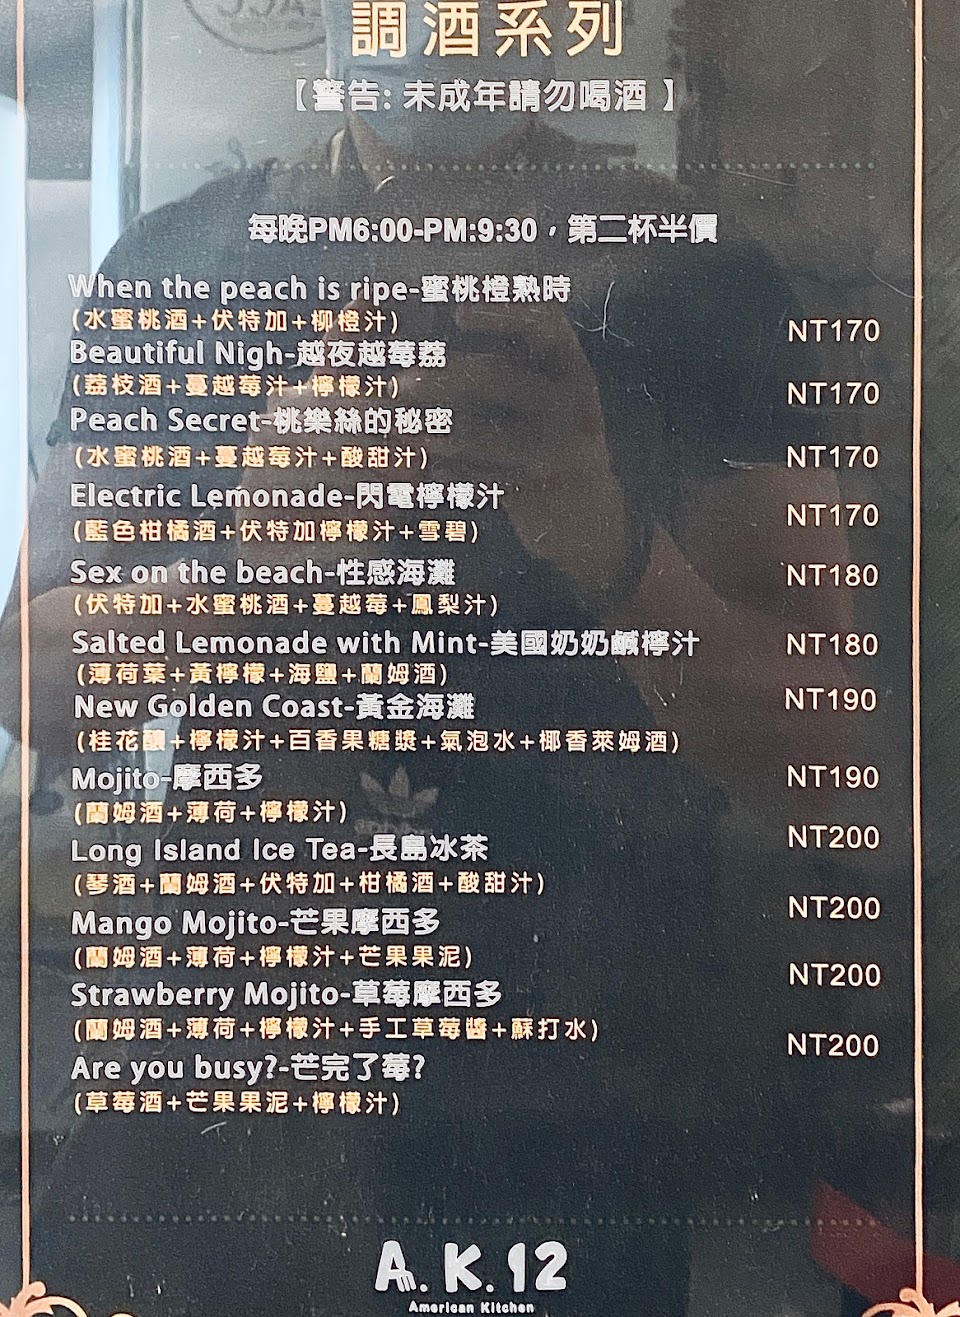 調酒系列
【警告: 未成年請勿喝酒 】
每晚PM6:00-PM:9:30，第二杯半價
When the peach is ripe-蜜桃橙熟時
(水蜜桃酒+伏特加+柳橙汁)
NT170
Beautiful Nigh-越夜越莓荔
(荔枝酒+蔓越莓汁+檸檬汁)
NT170
Peach Secret-桃樂絲的秘密
(水蜜桃酒+蔓越莓汁+酸甜汁)
NT170
Electric Lemonade-閃電檸檬汁
(藍色柑橘酒+伏特加檸檬汁+雪碧)
NT170
Sex on the beach-性感海灘
(伏特加+水蜜桃酒+蔓越莓+鳳梨汁)
NT180
Salted Lemonade with Mint-美國奶奶鹹檸汁
(薄荷葉+黃檸檬+海鹽+蘭姆酒)
NT180
New Golden Coast-黃金海灘
(桂花釀+檸檬汁+百香果糖漿+氣泡水+椰香萊姆酒)
NT190
Mojito-摩西多
(蘭姆酒+薄荷+檸檬汁)
NT190
Long Island Ice Tea-長島冰茶
(琴酒+蘭姆酒+伏特加+柑橘酒+酸甜汁)
NT200
Mango Mojito-芒果摩西多
(蘭姆酒+薄荷+檸檬汁+芒果果泥)
NT200
Strawberry Mojito-草莓摩西多
(蘭姆酒+薄荷+檸檬汁+手工草莓醬+蘇打水)
NT200
Are you busy?-芒完了莓?
(草莓酒+芒果果泥+檸檬汁)
NT200
A.K.12
American Kitchen